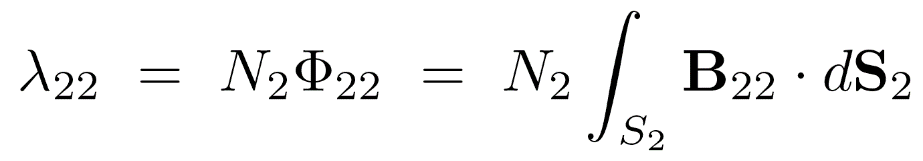 λ₂₂ = N₂Φ₂₂ = N₂ ∫_{S₂} 𝐁₂₂ · d𝐒₂